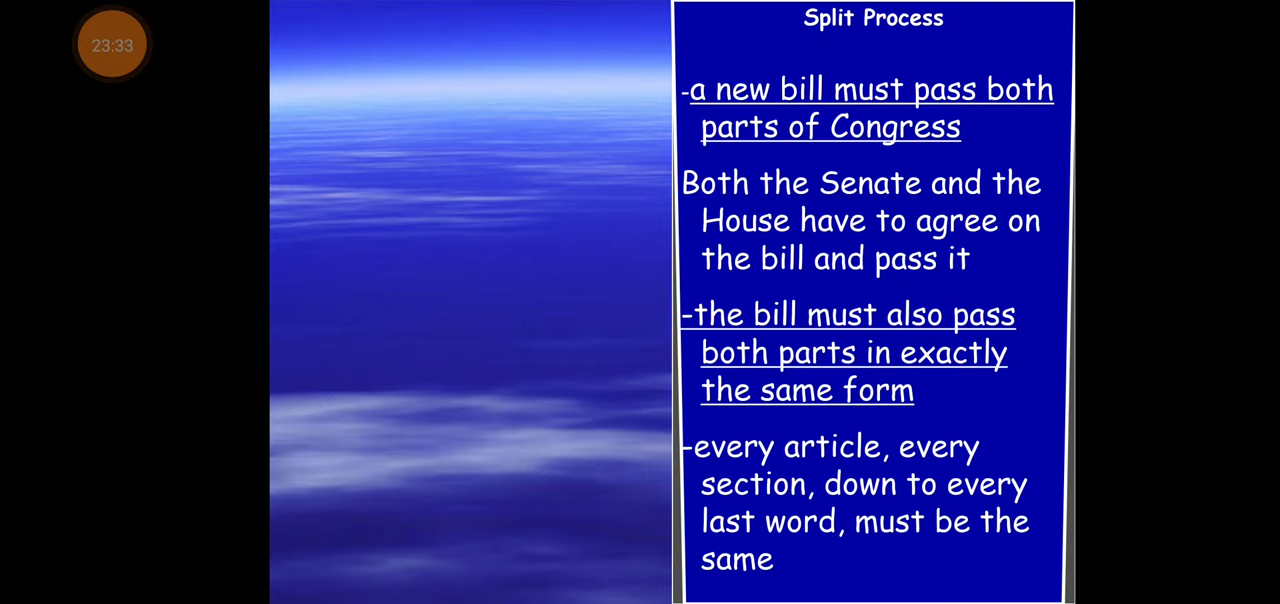 23:33
Split Process
-a new bill must pass both
parts of Congress
Both the Senate and the
House have to agree on
the bill and pass it
-the bill must also pass
both parts in exactly
the same form
-every article, every
section, down to every
last word, must be the
same